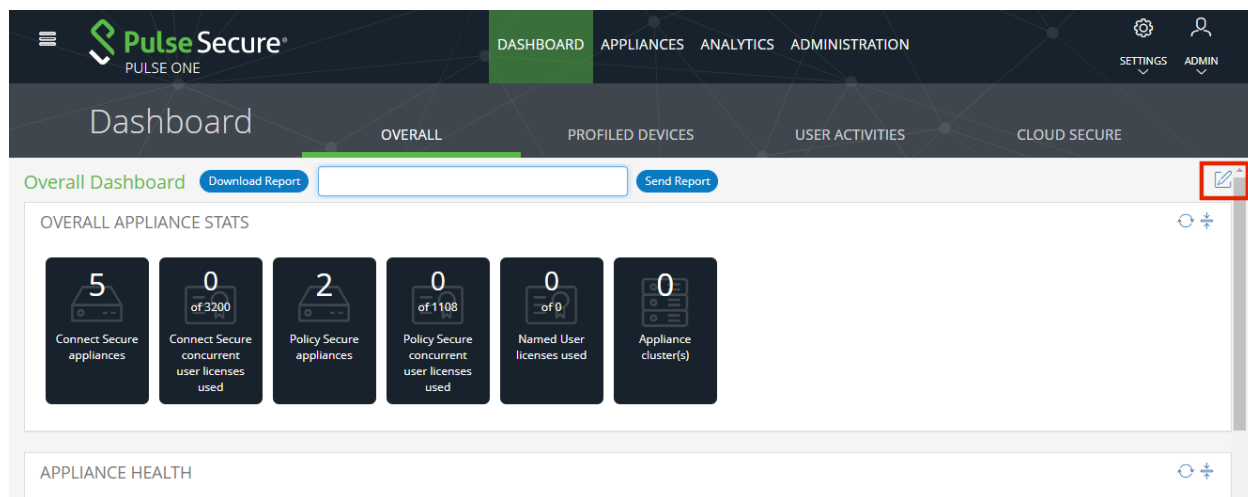 Pulse Secure®
PULSE ONE
DASHBOARD APPLIANCES ANALYTICS ADMINISTRATION
SETTINGS ADMIN
Dashboard
OVERALL PROFILED DEVICES USER ACTIVITIES CLOUD SECURE
Overall Dashboard Download Report Send Report
OVERALL APPLIANCE STATS
5
Connect Secure
appliances
0
of 3200
Connect Secure
concurrent
user licenses
used
2
Policy Secure
appliances
0
of 1108
Policy Secure
concurrent
user licenses
used
0
of 0
Named User
licenses used
0
Appliance
cluster(s)
APPLIANCE HEALTH